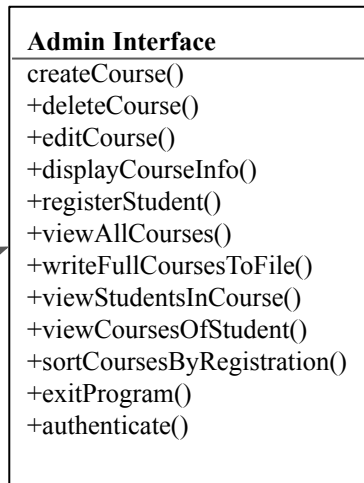 Admin Interface
createCourse()
+deleteCourse()
+editCourse()
+displayCourseInfo()
+registerStudent()
+viewAllCourses()
+writeFullCoursesToFile()
+viewStudentsInCourse()
+viewCoursesOfStudent()
+sortCoursesByRegistration()
+exitProgram()
+authenticate()